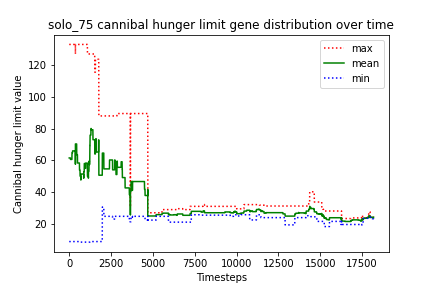 solo_75 cannibal hunger limit gene distribution over time
Cannibal hunger limit value
120
100
80
60
40
20
max
mean
min
0
2500
5000
7500
10000
12500
15000
17500
Timesteps